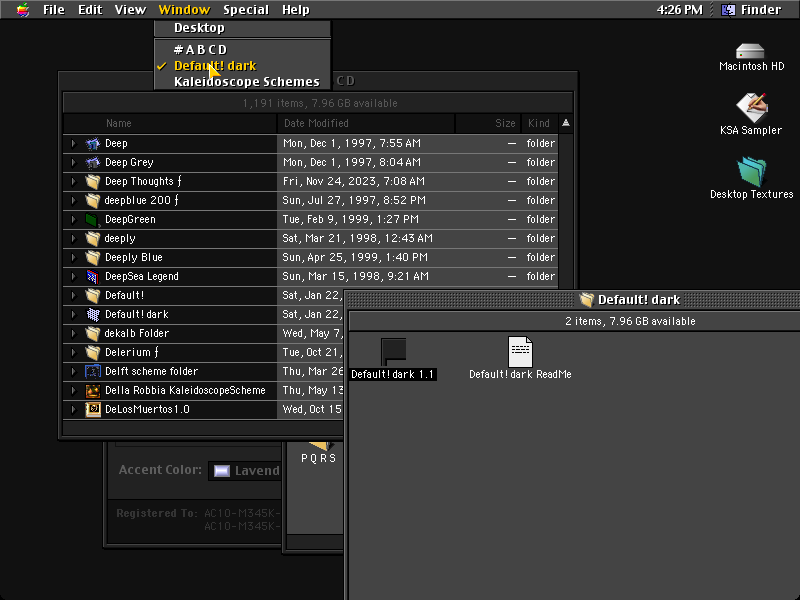 File Edit View Window Special Help 4:26 PM Finder
Desktop
# A B C D
✓ Default! dark
Kaleidoscope Schemes
C D
1,191 items, 7.96 GB available
Name Date Modified Size Kind
Deep Mon, Dec 1, 1997, 7:55 AM — folder
Deep Grey Mon, Dec 1, 1997, 8:04 AM — folder
Deep Thoughts ƒ Fri, Nov 24, 2023, 7:08 AM — folder
deepblue 200 ƒ Sun, Jul 27, 1997, 8:52 PM — folder
DeepGreen Tue, Feb 9, 1999, 1:27 PM — folder
deeply Sat, Mar 21, 1998, 12:43 AM — folder
Deeply Blue Sun, Apr 25, 1999, 1:40 PM — folder
DeepSea Legend Sun, Mar 15, 1998, 9:21 AM — folder
Default! Sat, Jan 22,
Default! dark Sat, Jan 22,
dekalb Folder Wed, May 7,
Delerium ƒ Tue, Oct 21,
Delft scheme folder Thu, Mar 26
Della Robbia KaleidoscopeScheme Thu, May 13
DeLosMuertos1.0 Wed, Oct 15
Macintosh HD
KSA Sampler
Desktop Textures
Default! dark
2 items, 7.96 GB available
Default! dark 1.1
Default! dark ReadMe
P Q R S
Accent Color: Lavend
Registered To: AC10-M345K-
AC10-M345K-